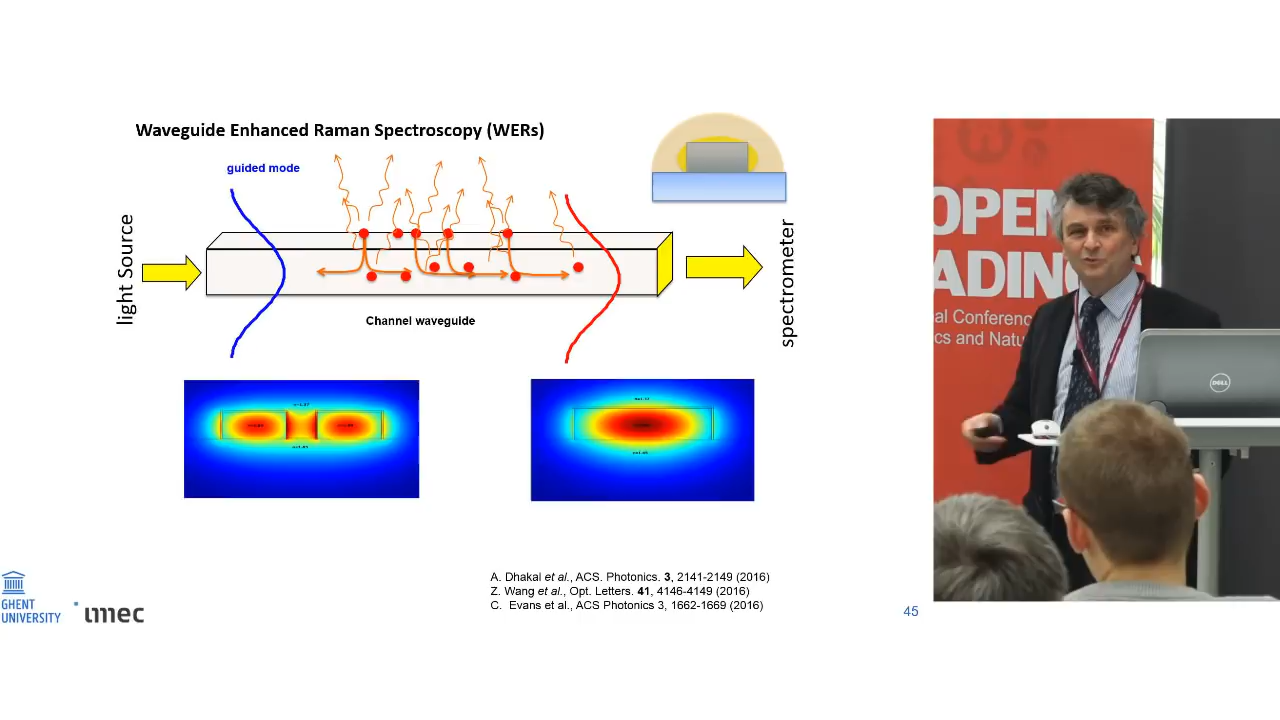 Waveguide Enhanced Raman Spectroscopy (WERs)
guided mode
light Source
spectrometer
Channel waveguide
A. Dhakal et al., ACS. Photonics. 3, 2141-2149 (2016)
Z. Wang et al., Opt. Letters. 41, 4146-4149 (2016)
C. Evans et al., ACS Photonics 3, 1662-1669 (2016)
GHENT
UNIVERSITY
imec
45
OPEN
ADING
al Conferenc
cs and Natu
DELL